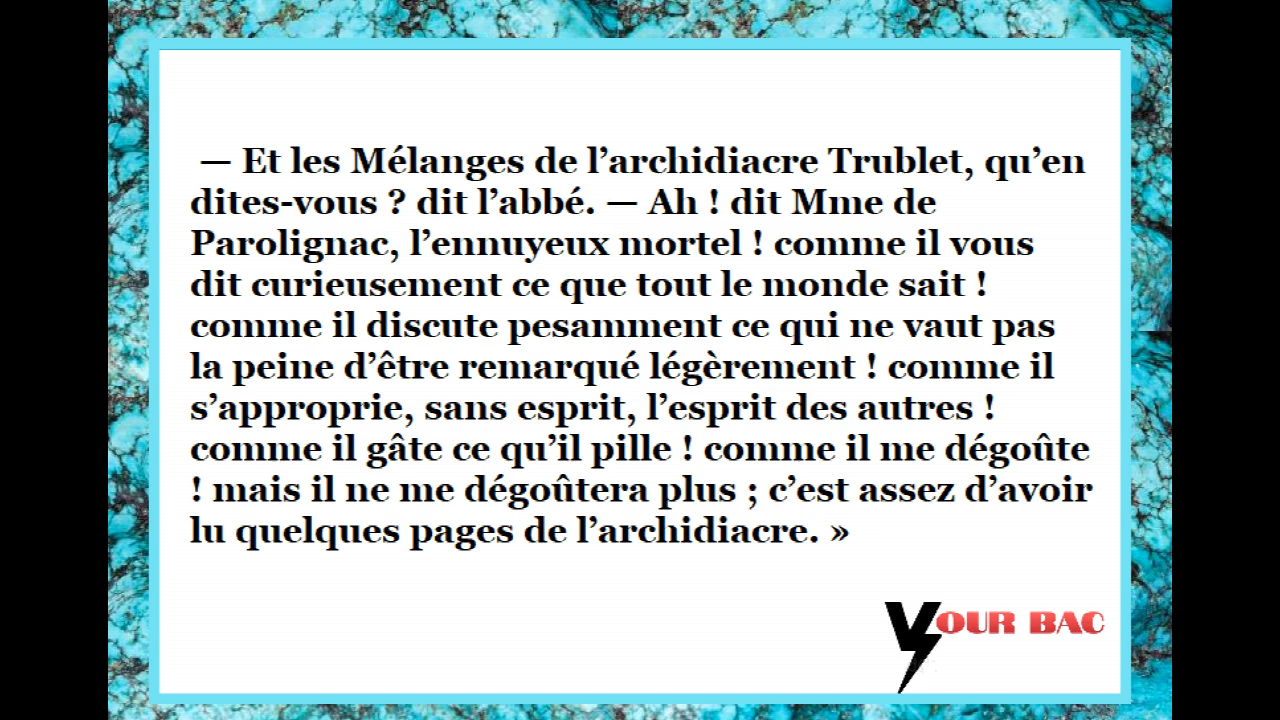 — Et les Mélanges de l’archidiacre Trublet, qu’en
dites-vous ? dit l’abbé. — Ah ! dit Mme de
Parolignac, l’ennuyeux mortel ! comme il vous
dit curieusement ce que tout le monde sait !
comme il discute pesamment ce qui ne vaut pas
la peine d’être remarqué légèrement ! comme il
s’approprie, sans esprit, l’esprit des autres !
comme il gâte ce qu’il pille ! comme il me dégoûte
! mais il ne me dégoûtera plus ; c’est assez d’avoir
lu quelques pages de l’archidiacre. »
YOUR BAC